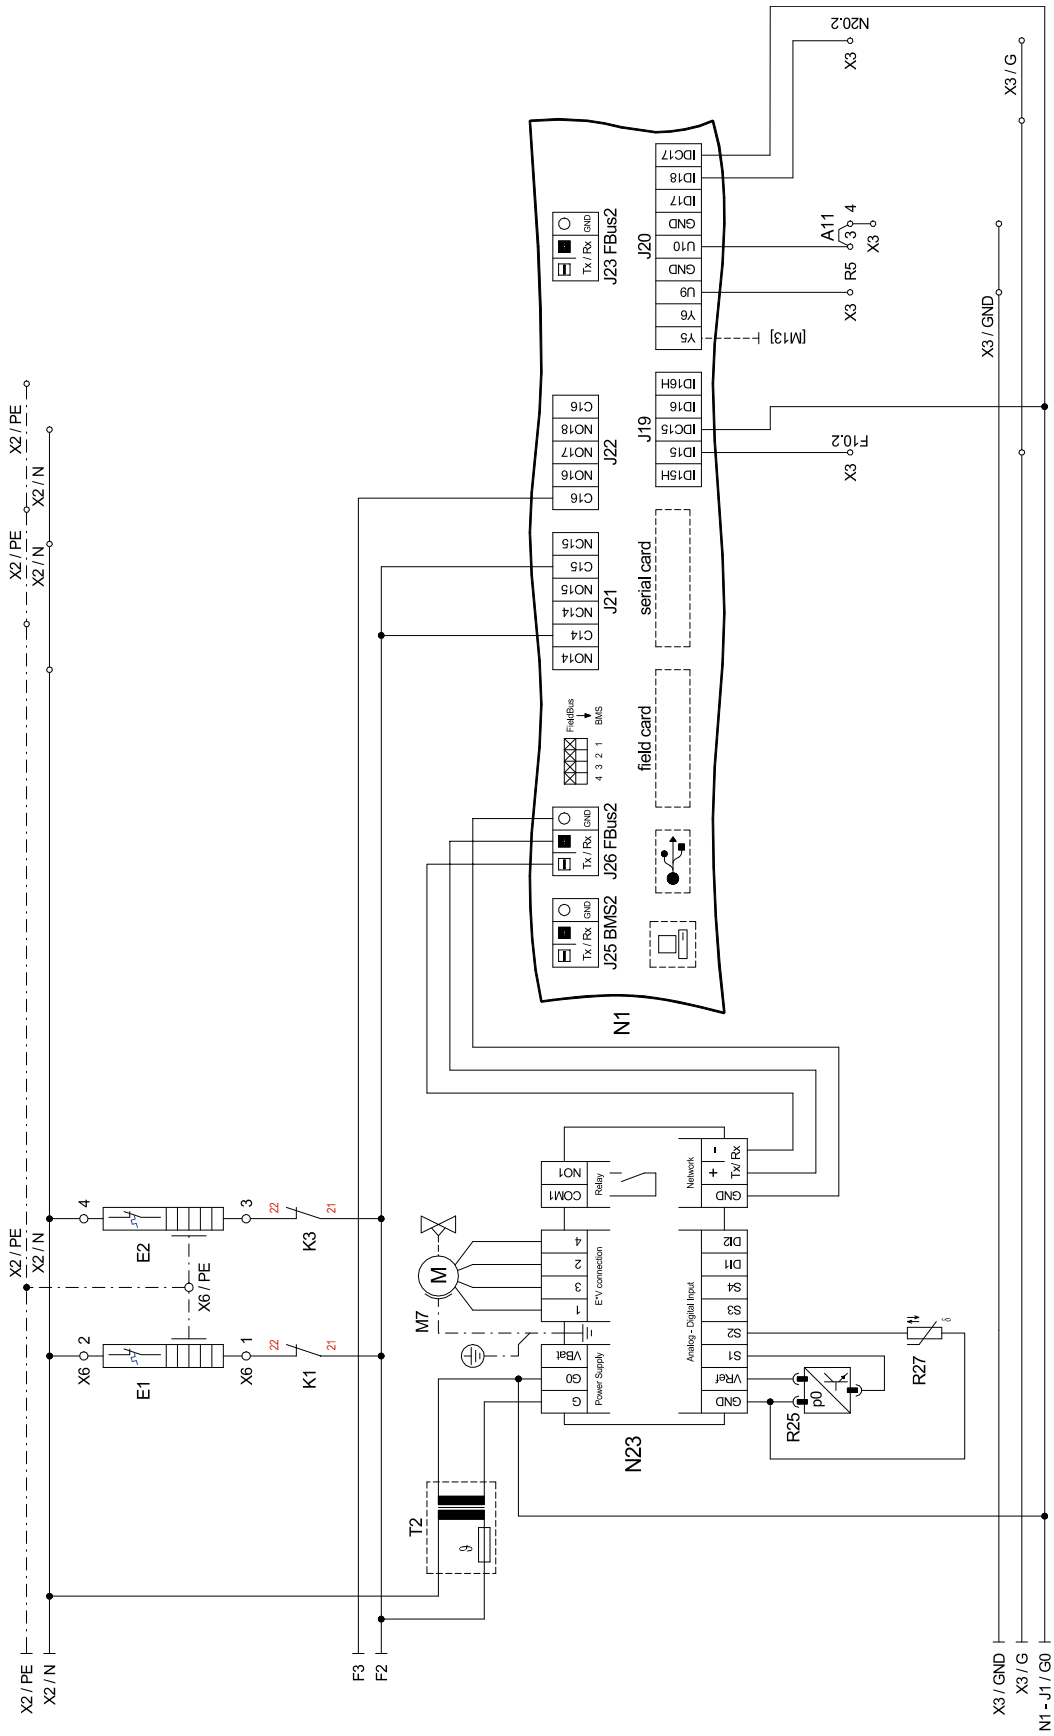 X2 / PE
X2 / N
F3
F2
X3 / GND
X3 / G
N1 - J1 / G0
X2 / PE
X2 / N
X2 / PE
X2 / N
X2 / PE
X2 / N
X6
2
E1
X6
1
22
21
K1
4
E2
3
22
21
K3
X6 / PE
T2
ϑ
M7
M
N23
G
G0
VBat
Power Supply
1
3
2
4
E*V connection
COM1
NO1
Relay
GND
VRef
S1
S2
S3
S4
DI1
DI2
Analog - Digital Input
GND
+
-
Tx/ Rx
Network
R25
p0
R27
δ
N1
Tx / Rx
GND
J25 BMS2
Tx / Rx
GND
J26 FBus2
4
3
2
1
FieldBus
BMS
NO14
C14
NC14
NO15
C15
NC15
J21
C16
NO16
NO17
NO18
C16
J22
Tx / Rx
GND
J23 FBus2
field card
serial card
ID15H
ID15
IDC15
ID16
ID16H
J19
Y5
Y6
U9
GND
U10
GND
ID17
ID18
IDC17
J20
[M13]
X3
F10.2
X3
R5
3
4
A11
X3
X3
N20.2
X3 / GND
X3 / G